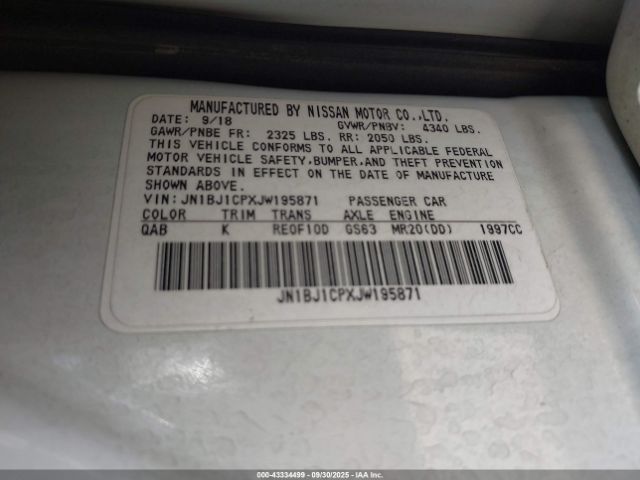 MANUFACTURED BY NISSAN MOTOR CO.,LTD.
DATE: 9/18 GVWR/PNBV: 4340 LBS.
GAWR/PNBE FR: 2325 LBS. RR: 2050 LBS.
THIS VEHICLE CONFORMS TO ALL APPLICABLE FEDERAL
MOTOR VEHICLE SAFETY,BUMPER,AND THEFT PREVENTION
STANDARDS IN EFFECT ON THE DATE OF MANUFACTURE
SHOWN ABOVE.
VIN: JN1BJ1CPXJW195871 PASSENGER CAR
COLOR TRIM TRANS AXLE ENGINE
QAB K RE0F10D GS63 MR20(DD) 1997CC
JN1BJ1CPXJW195871
000-43334499 - 09/30/2025 - IAA Inc.